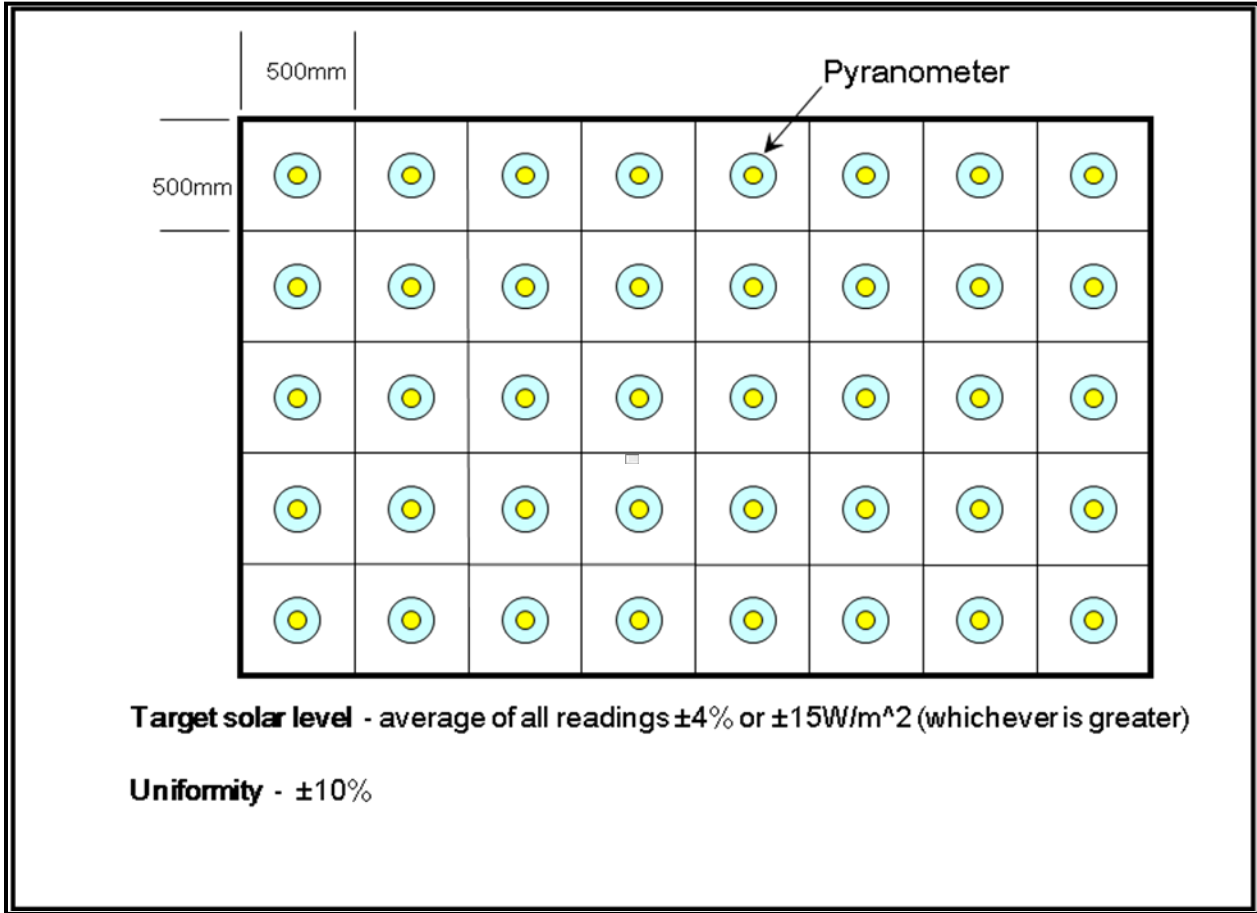 500mm
Pyranometer
500mm
Target solar level - average of all readings ±4% or ±15W/m^2 (whichever is greater)
Uniformity - ±10%